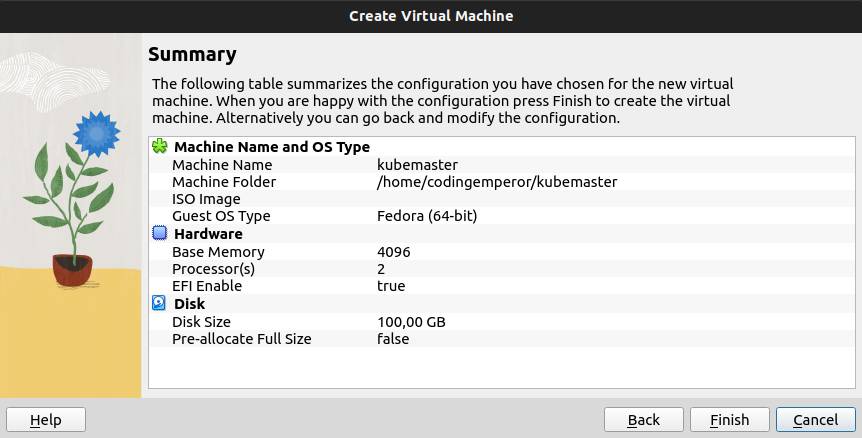 Create Virtual Machine
Summary
The following table summarizes the configuration you have chosen for the new virtual
machine. When you are happy with the configuration press Finish to create the virtual
machine. Alternatively you can go back and modify the configuration.
Machine Name and OS Type
Machine Name kubemaster
Machine Folder /home/codingemperor/kubemaster
ISO Image
Guest OS Type Fedora (64-bit)
Hardware
Base Memory 4096
Processor(s) 2
EFI Enable true
Disk
Disk Size 100,00 GB
Pre-allocate Full Size false
Help Back Finish Cancel